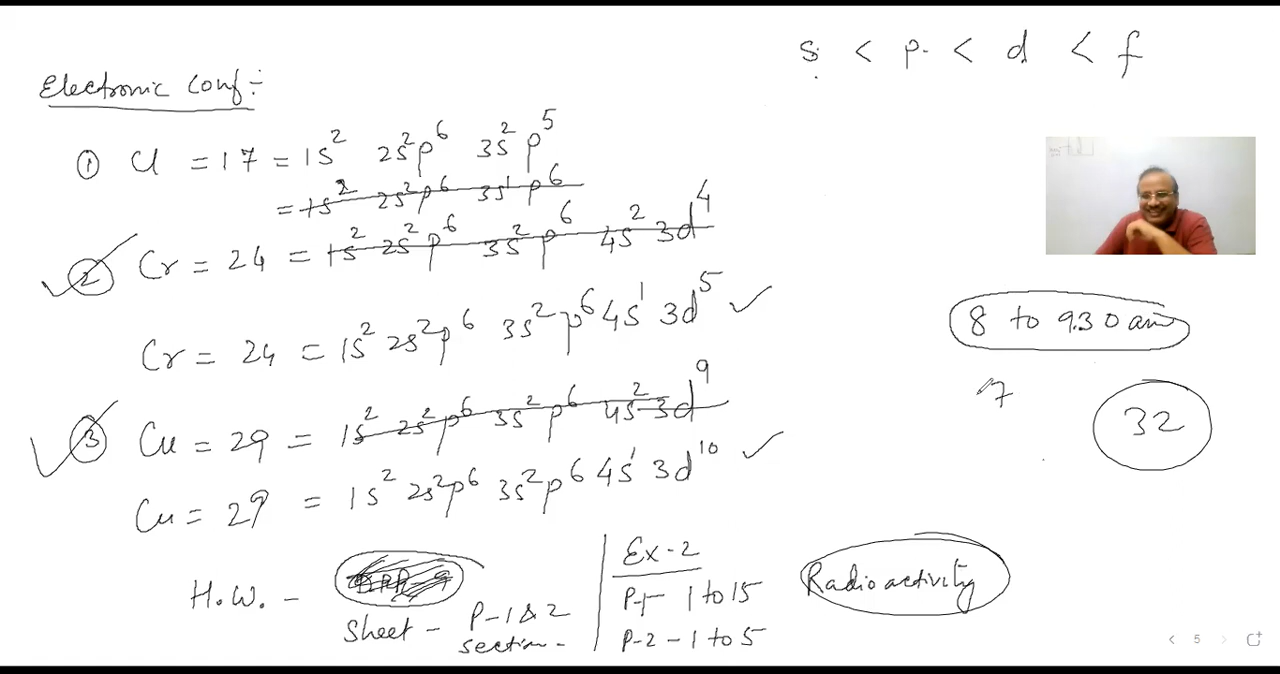 s < p < d < f
Electronic Conf:-
① Cl = 17 = 1s² 2s²p⁶ 3s²p⁵
= 1s² 2s²p⁶ 3s¹p⁶
② Cr = 24 = 1s² 2s²p⁶ 3s²p⁶ 4s² 3d⁴
Cr = 24 = 1s² 2s²p⁶ 3s²p⁶ 4s¹ 3d⁵ ✓
8 to 9.30 am
③ Cu = 29 = 1s² 2s²p⁶ 3s²p⁶ 4s² 3d⁹
7
32
Cu = 29 = 1s² 2s²p⁶ 3s²p⁶ 4s¹ 3d¹⁰ ✓
H.W. -
Sheet - P-1 & 2
section -
Ex-2
P-1- 1 to 15
P-2 - 1 to 5
Radioactivity
< 5 >